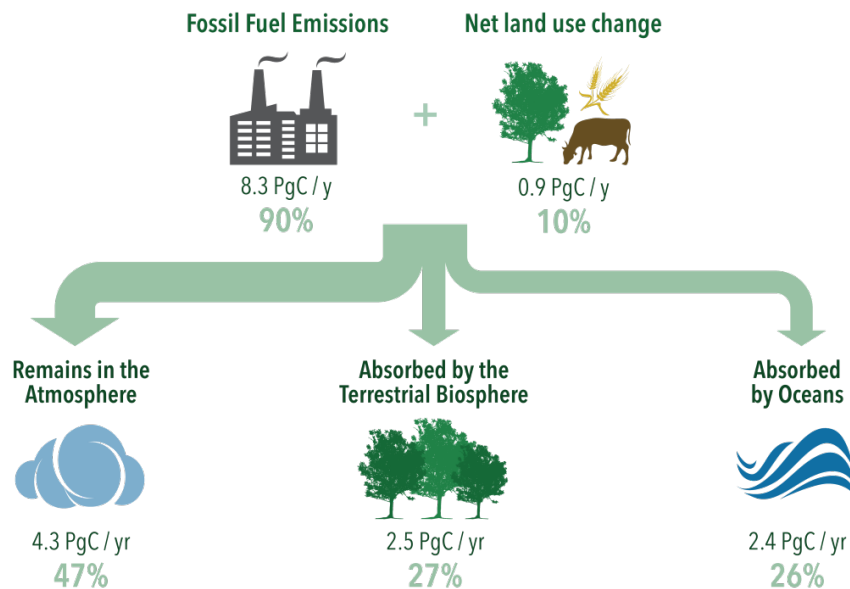 Fossil Fuel Emissions
Net land use change
+
8.3 PgC / y
90%
0.9 PgC / y
10%
Remains in the
Atmosphere
4.3 PgC / yr
47%
Absorbed by the
Terrestrial Biosphere
2.5 PgC / yr
27%
Absorbed
by Oceans
2.4 PgC / yr
26%